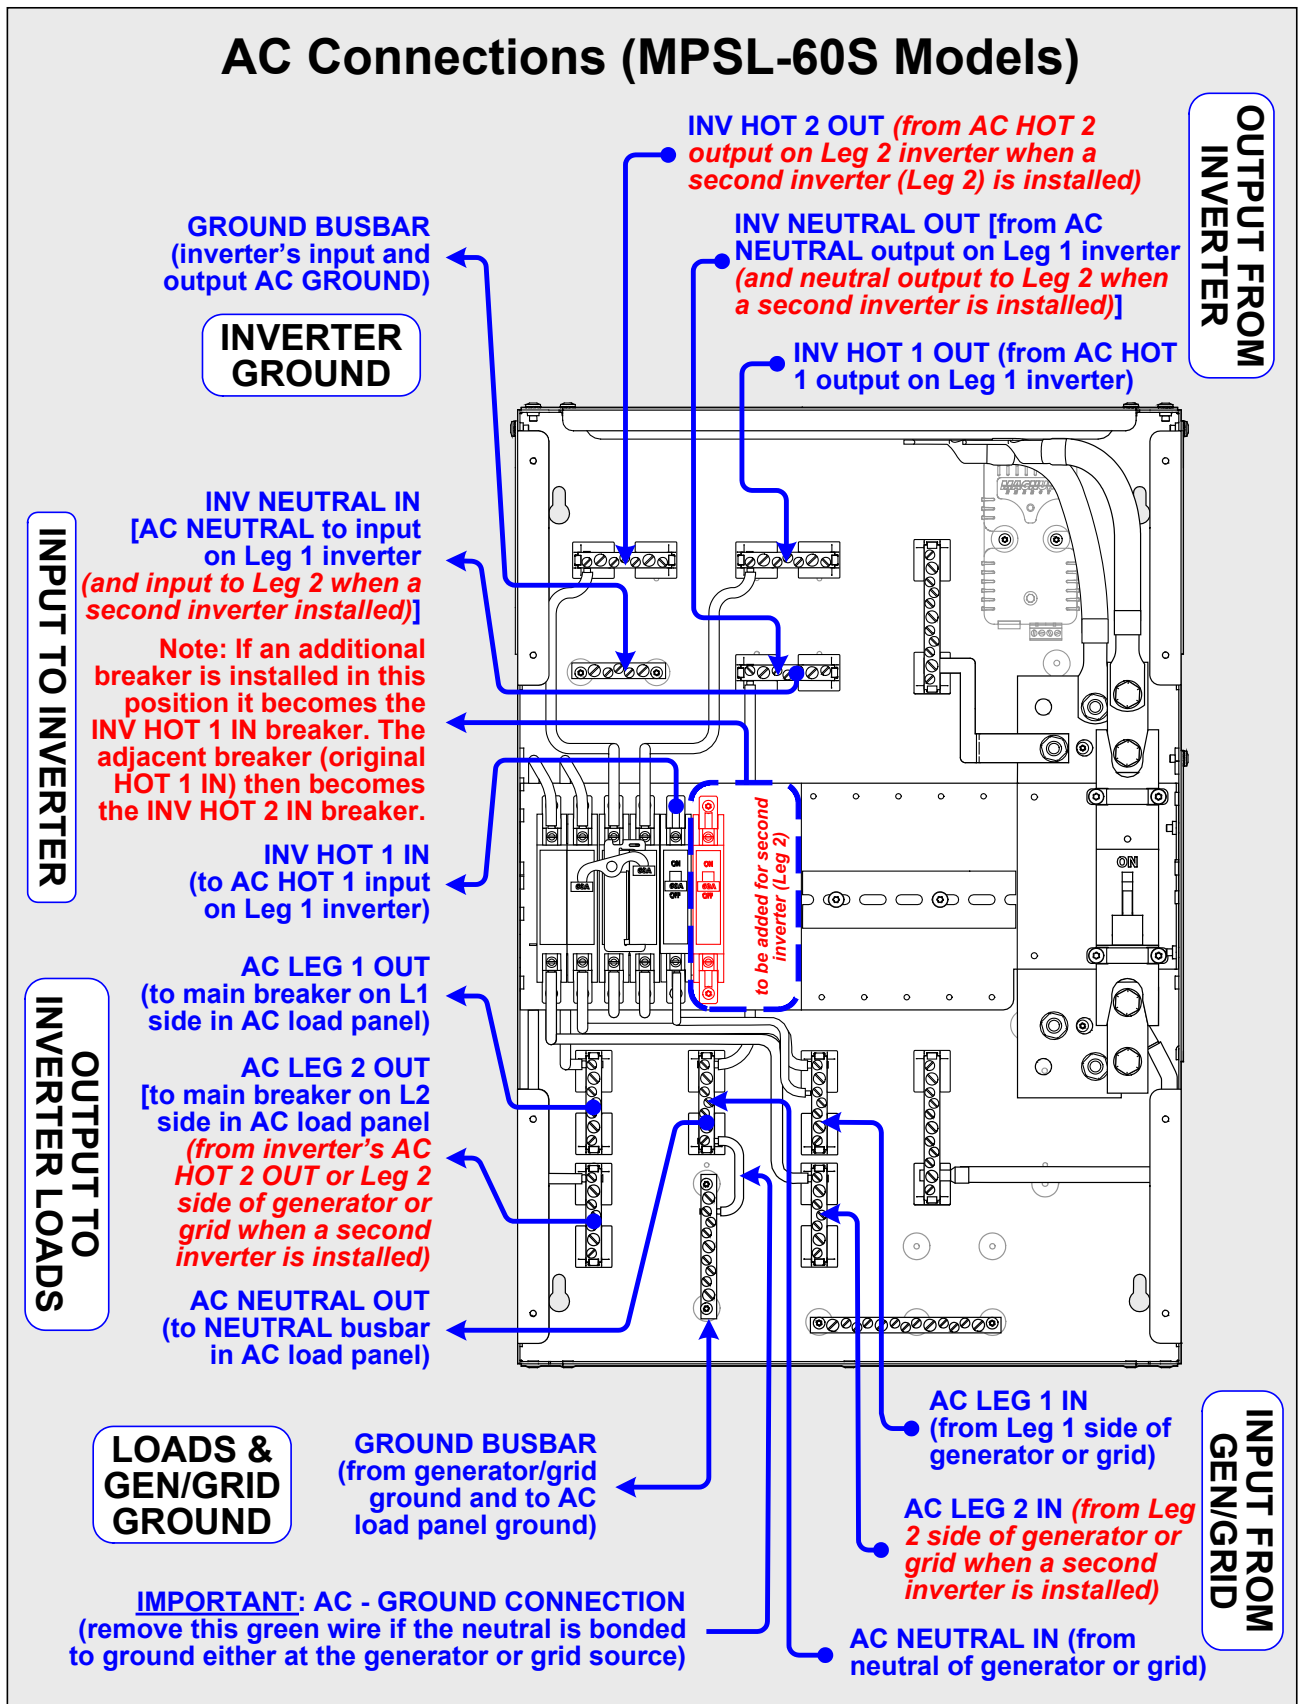 AC Connections (MPSL-60S Models)
INV HOT 2 OUT (from AC HOT 2
output on Leg 2 inverter when a
second inverter (Leg 2) is installed)
OUTPUT FROM
INVERTER
GROUND BUSBAR
(inverter's input and
output AC GROUND)
INV NEUTRAL OUT [from AC
NEUTRAL output on Leg 1 inverter
(and neutral output to Leg 2 when
a second inverter is installed)]
INVERTER
GROUND
INV HOT 1 OUT (from AC HOT
1 output on Leg 1 inverter)
MAGNUM
INPUT TO INVERTER
INV NEUTRAL IN
[AC NEUTRAL to input
on Leg 1 inverter
(and input to Leg 2 when a
second inverter installed)]
Note: If an additional
breaker is installed in this
position it becomes the
INV HOT 1 IN breaker. The
adjacent breaker (original
HOT 1 IN) then becomes
the INV HOT 2 IN breaker.
INV HOT 1 IN
(to AC HOT 1 input
on Leg 1 inverter)
60A
60A
ON
60A
OFF
ON
60A
OFF
to be added for second
inverter (Leg 2)
ON
OUTPUT TO
INVERTER LOADS
AC LEG 1 OUT
(to main breaker on L1
side in AC load panel)
AC LEG 2 OUT
[to main breaker on L2
side in AC load panel
(from inverter's AC
HOT 2 OUT or Leg 2
side of generator or
grid when a second
inverter is installed)
AC NEUTRAL OUT
(to NEUTRAL busbar
in AC load panel)
LOADS &
GEN/GRID
GROUND
GROUND BUSBAR
(from generator/grid
ground and to AC
load panel ground)
AC LEG 1 IN
(from Leg 1 side of
generator or grid)
AC LEG 2 IN (from Leg
2 side of generator or
grid when a second
inverter is installed)
INPUT FROM
GEN/GRID
IMPORTANT: AC - GROUND CONNECTION
(remove this green wire if the neutral is bonded
to ground either at the generator or grid source)
AC NEUTRAL IN (from
neutral of generator or grid)